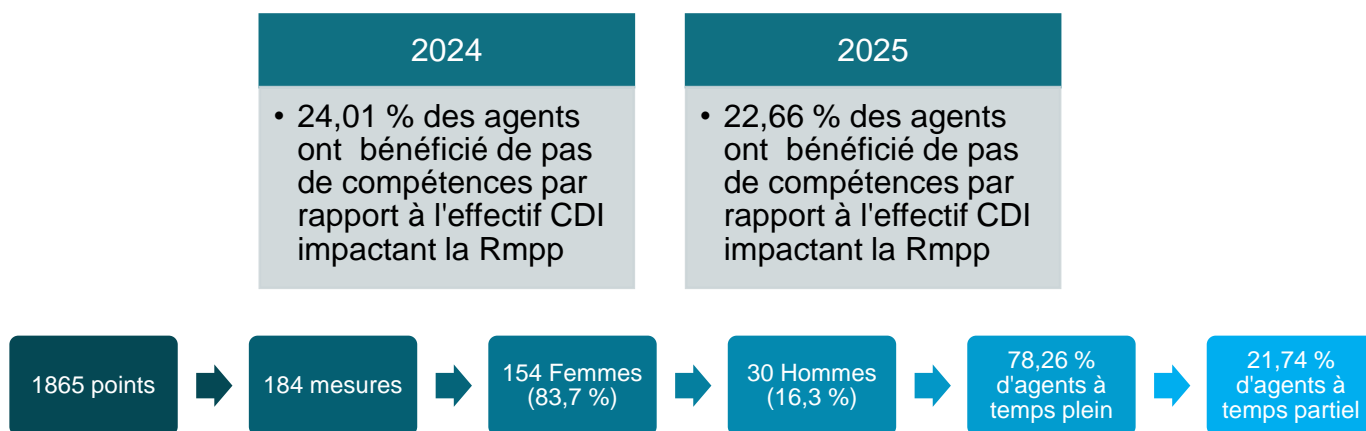 2024
• 24,01 % des agents
ont bénéficié de pas
de compétences par
rapport à l'effectif CDI
impactant la Rmpp
2025
• 22,66 % des agents
ont bénéficié de pas
de compétences par
rapport à l'effectif CDI
impactant la Rmpp
1865 points
184 mesures
154 Femmes
(83,7 %)
30 Hommes
(16,3 %)
78,26 %
d'agents à
temps plein
21,74 %
d'agents à
temps partiel